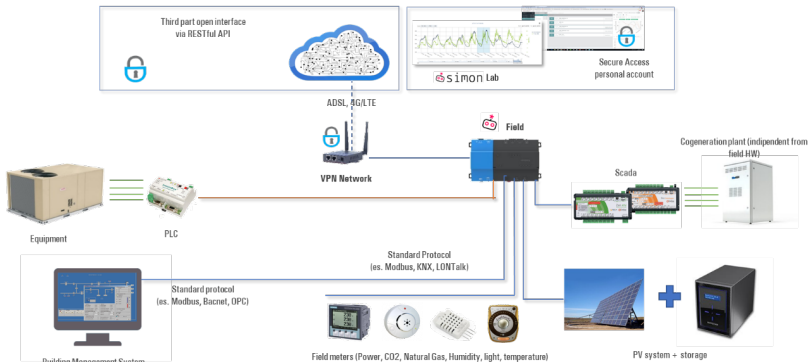 Third part open interface
via RESTful API
simon Lab
Secure Access
personal account
ADSL, 4G/LTE
Field
VPN Network
Cogeneration plant (indipendent from
field HW)
Scada
Equipment
PLC
Standard Protocol
(es. Modbus, KNX, LONTalk)
Standard protocol
(es. Modbus, Bacnet, OPC)
Building Management System
Field meters (Power, CO2, Natural Gas, Humidity, light, temperature)
PV system + storage